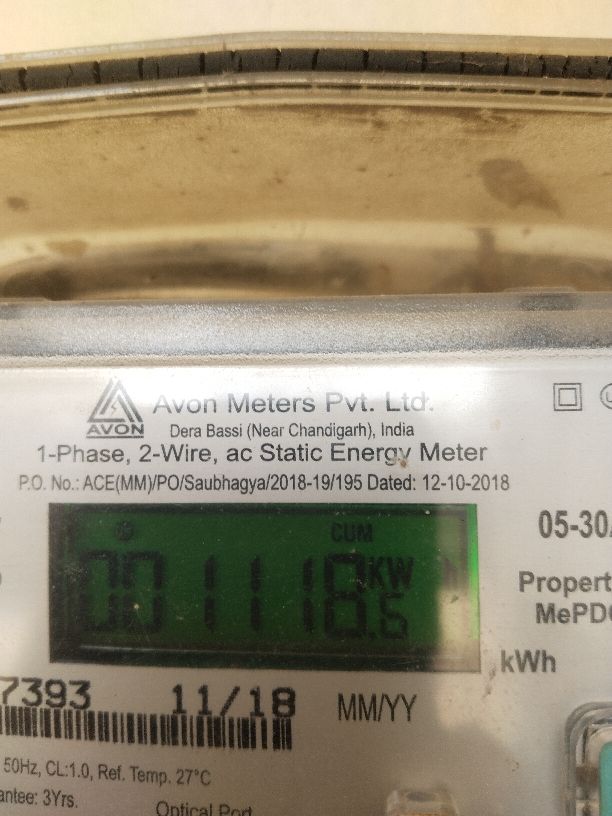 AVON
Avon Meters Pvt. Ltd.
Dera Bassi (Near Chandigarh), India
1-Phase, 2-Wire, ac Static Energy Meter
P.O. No.: ACE(MM)/PO/Saubhagya/2018-19/195 Dated: 12-10-2018
CUM
001118.6 KW
05-30
kWh
7393 11/18 MM/YY
50Hz, CL:1.0, Ref. Temp. 27°C
3Yrs.
Optical Port